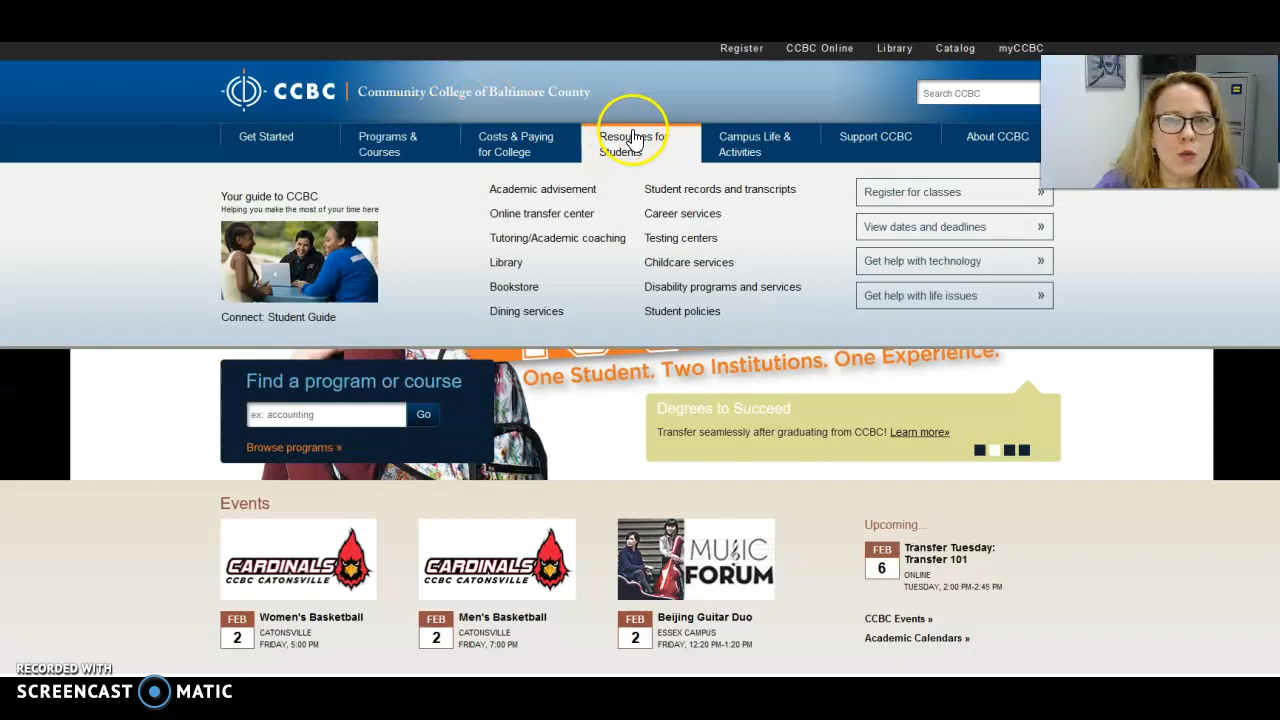 Register CCBC Online Library Catalog myCCBC
CCBC Community College of Baltimore County
Search CCBC
Get Started
Programs &
Courses
Costs & Paying
for College
Resources for
Students
Campus Life &
Activities
Support CCBC
About CCBC
Your guide to CCBC
Helping you make the most of your time here
Connect: Student Guide
Academic advisement
Online transfer center
Tutoring/Academic coaching
Library
Bookstore
Dining services
Student records and transcripts
Career services
Testing centers
Childcare services
Disability programs and services
Student policies
Register for classes »
View dates and deadlines »
Get help with technology »
Get help with life issues »
One Student. Two Institutions. One Experience.
Find a program or course
ex: accounting
Go
Browse programs »
Degrees to Succeed
Transfer seamlessly after graduating from CCBC! Learn more»
Events
CARDINALS
CCBC CATONSVILLE
FEB
2
Women's Basketball
CATONSVILLE
FRIDAY, 5:00 PM
CARDINALS
CCBC CATONSVILLE
FEB
2
Men's Basketball
CATONSVILLE
FRIDAY, 7:00 PM
MUSIC
FORUM
FEB
2
Beijing Guitar Duo
ESSEX CAMPUS
FRIDAY, 12:20 PM-1:20 PM
Upcoming...
FEB
6
Transfer Tuesday:
Transfer 101
ONLINE
TUESDAY, 2:00 PM-2:45 PM
CCBC Events »
Academic Calendars »
RECORDED WITH
SCREENCAST MATIC